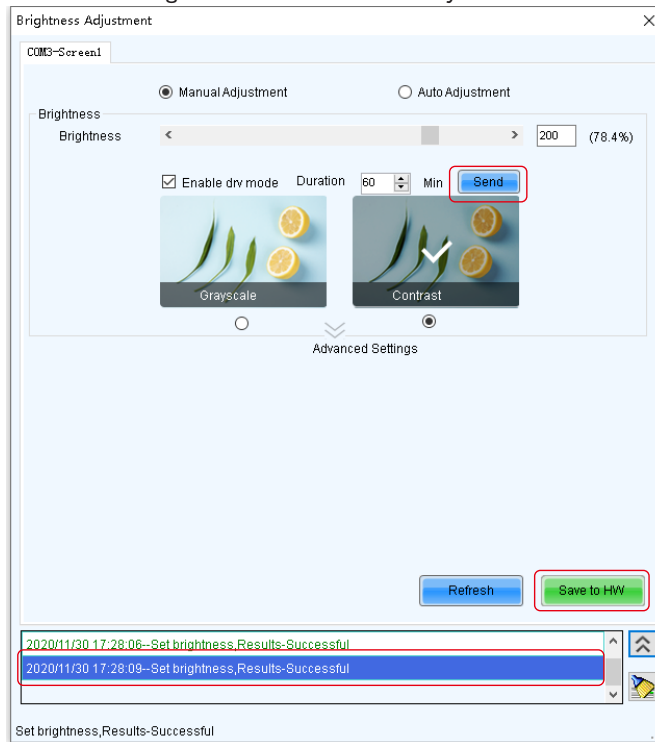 Brightness Adjustment
COM3-Screen1
Manual Adjustment Auto Adjustment
Brightness
Brightness 200 (78.4%)
Enable dry mode Duration 60 Min Send
Grayscale Contrast
Advanced Settings
Refresh Save to HW
2020/11/30 17:28:06--Set brightness,Results-Successful
2020/11/30 17:28:09--Set brightness,Results-Successful
Set brightness,Results-Successful